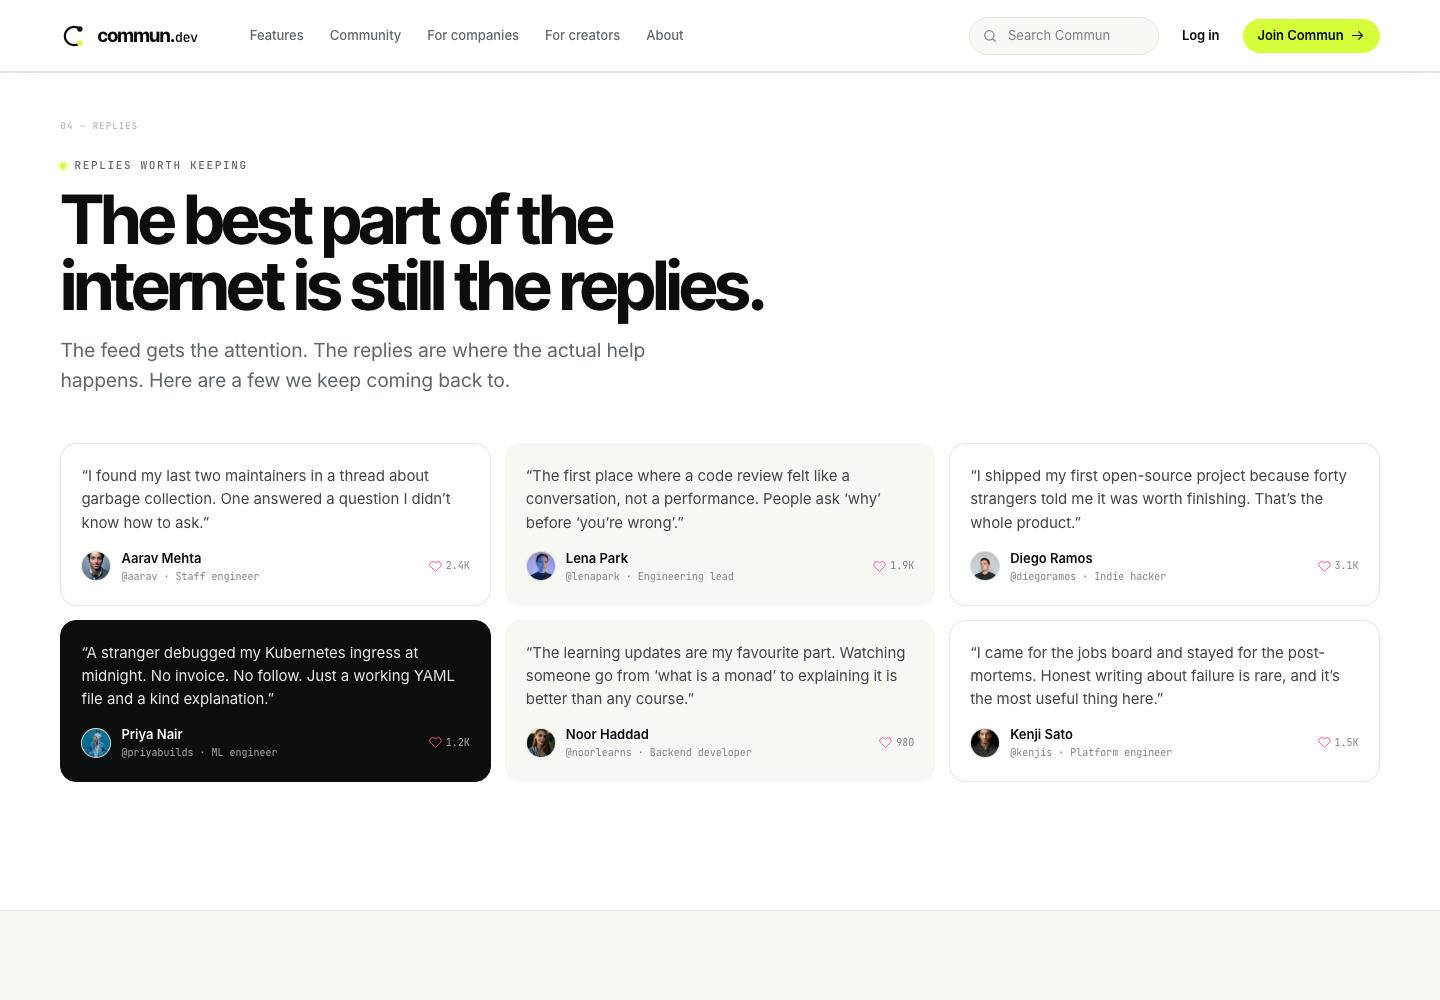 commun.dev
Features Community For companies For creators About
Search Commun
Log in
Join Commun →
04 — REPLIES
REPLIES WORTH KEEPING
The best part of the
internet is still the replies.
The feed gets the attention. The replies are where the actual help
happens. Here are a few we keep coming back to.
“I found my last two maintainers in a thread about
garbage collection. One answered a question I didn’t
know how to ask.”
Aarav Mehta
@aarav · Staff engineer
2.4K
“The first place where a code review felt like a
conversation, not a performance. People ask ‘why’
before ‘you’re wrong’.”
Lena Park
@lenapark · Engineering lead
1.9K
“I shipped my first open-source project because forty
strangers told me it was worth finishing. That’s the
whole product.”
Diego Ramos
@diegoramos · Indie hacker
3.1K
“A stranger debugged my Kubernetes ingress at
midnight. No invoice. No follow. Just a working YAML
file and a kind explanation.”
Priya Nair
@priyabuilds · ML engineer
1.2K
“The learning updates are my favourite part. Watching
someone go from ‘what is a monad’ to explaining it is
better than any course.”
Noor Haddad
@noorlearns · Backend developer
980
“I came for the jobs board and stayed for the post-
mortems. Honest writing about failure is rare, and it’s
the most useful thing here.”
Kenji Sato
@kenjis · Platform engineer
1.5K